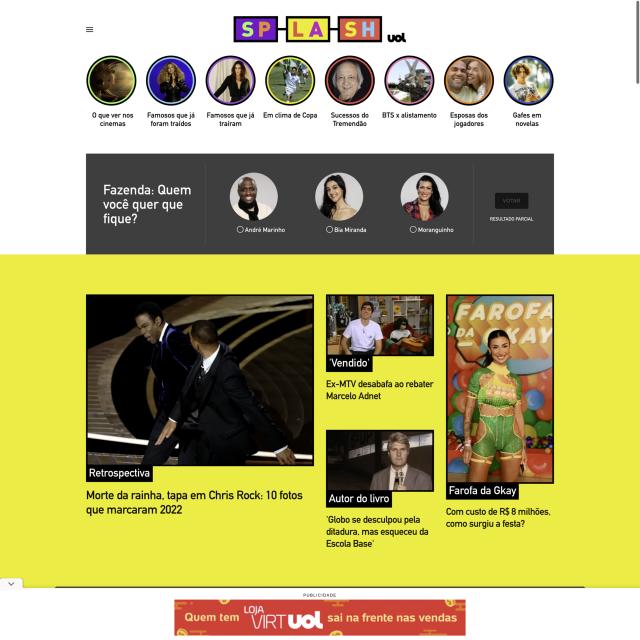 SPLASH uol
O que ver nos
cinemas
Famosos que já
foram traídos
Famosos que já
traíram
Em clima de Copa
Sucessos do
Tremendão
BTS x alistamento
Esposas dos
jogadores
Gafes em
novelas
Fazenda: Quem
você quer que
fique?
André Marinho
Bia Miranda
Moranguinho
VOTAR
RESULTADO PARCIAL
Retrospectiva
Morte da rainha, tapa em Chris Rock: 10 fotos
que marcaram 2022
'Vendido'
Ex-MTV desabafa ao rebater
Marcelo Adnet
Autor do livro
'Globo se desculpou pela
ditadura, mas esqueceu da
Escola Base'
FAROFA
DA GKAY
Farofa da Gkay
Com custo de R$ 8 milhões,
como surgiu a festa?
PUBLICIDADE
Quem tem LOJA VIRTUOL sai na frente nas vendas